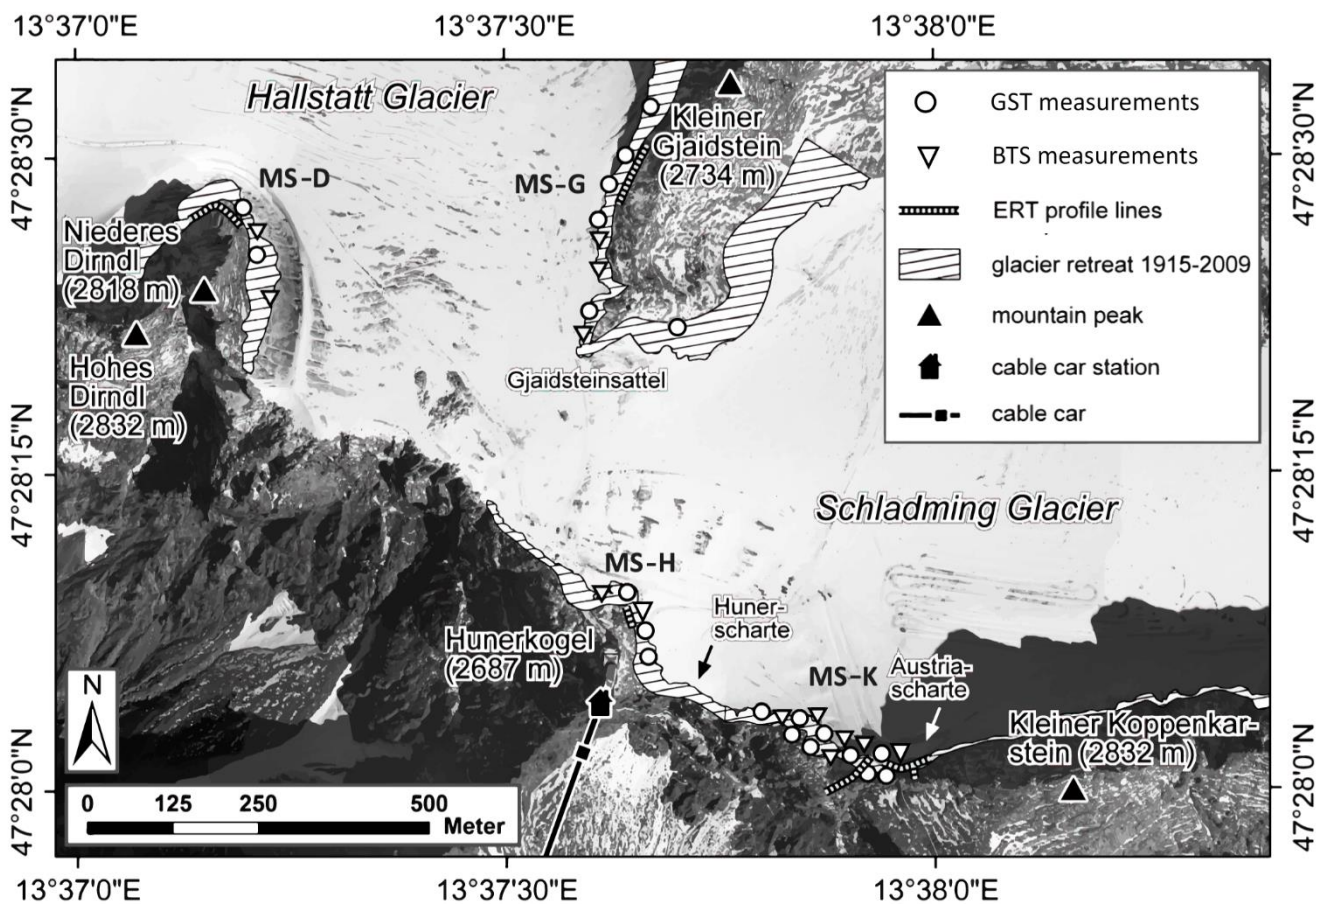 13°37'0"E
13°37'30"E
13°38'0"E
47°28'30"N
47°28'15"N
47°28'0"N
Hallstatt Glacier
MS-D
MS-G
Kleiner
Gjaidstein
(2734 m)
Niederes
Dirndl
(2818 m)
Hohes
Dirndl
(2832 m)
Gjaidsteinsattel
GST measurements
BTS measurements
ERT profile lines
glacier retreat 1915-2009
mountain peak
cable car station
cable car
47°28'30"N
47°28'15"N
47°28'0"N
Schladming Glacier
MS-H
Huner-
scharte
Hunerkogel
(2687 m)
MS-K
Austria-
scharte
Kleiner Koppenkar-
stein (2832 m)
N
0 125 250 500
Meter
13°37'0"E
13°37'30"E
13°38'0"E